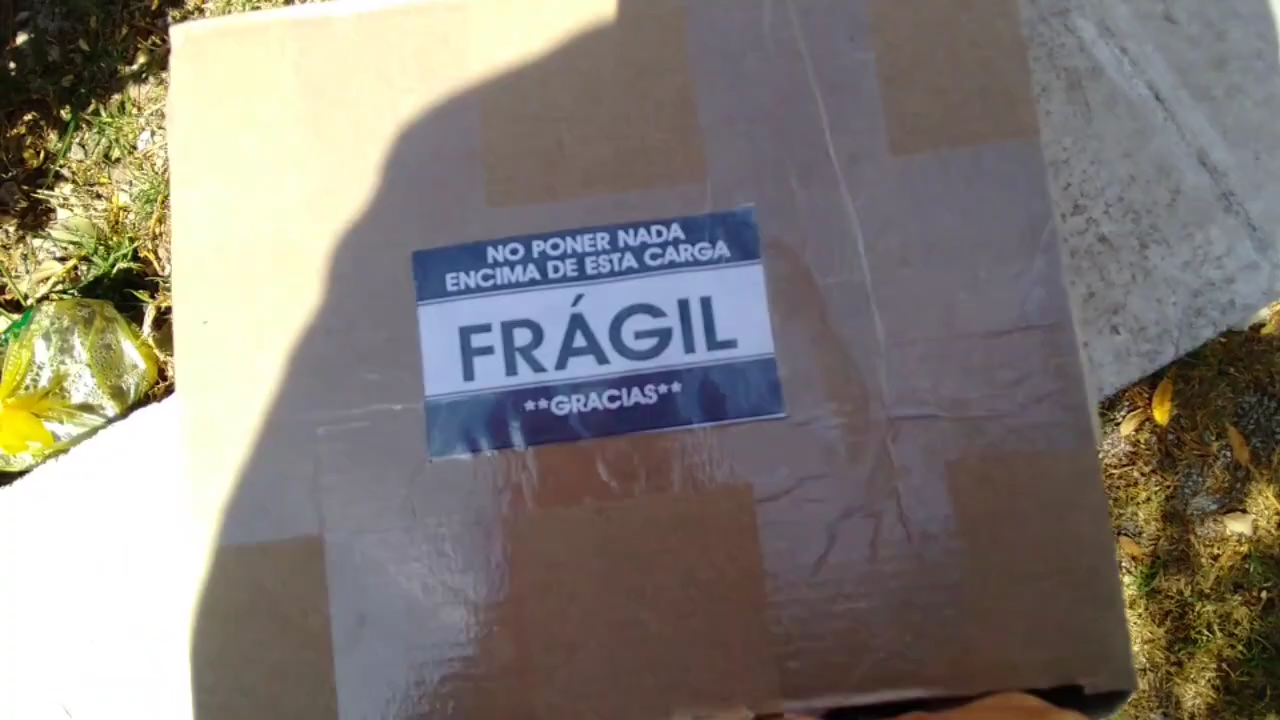 NO PONER NADA
ENCIMA DE ESTA CARGA
FRÁGIL
**GRACIAS**